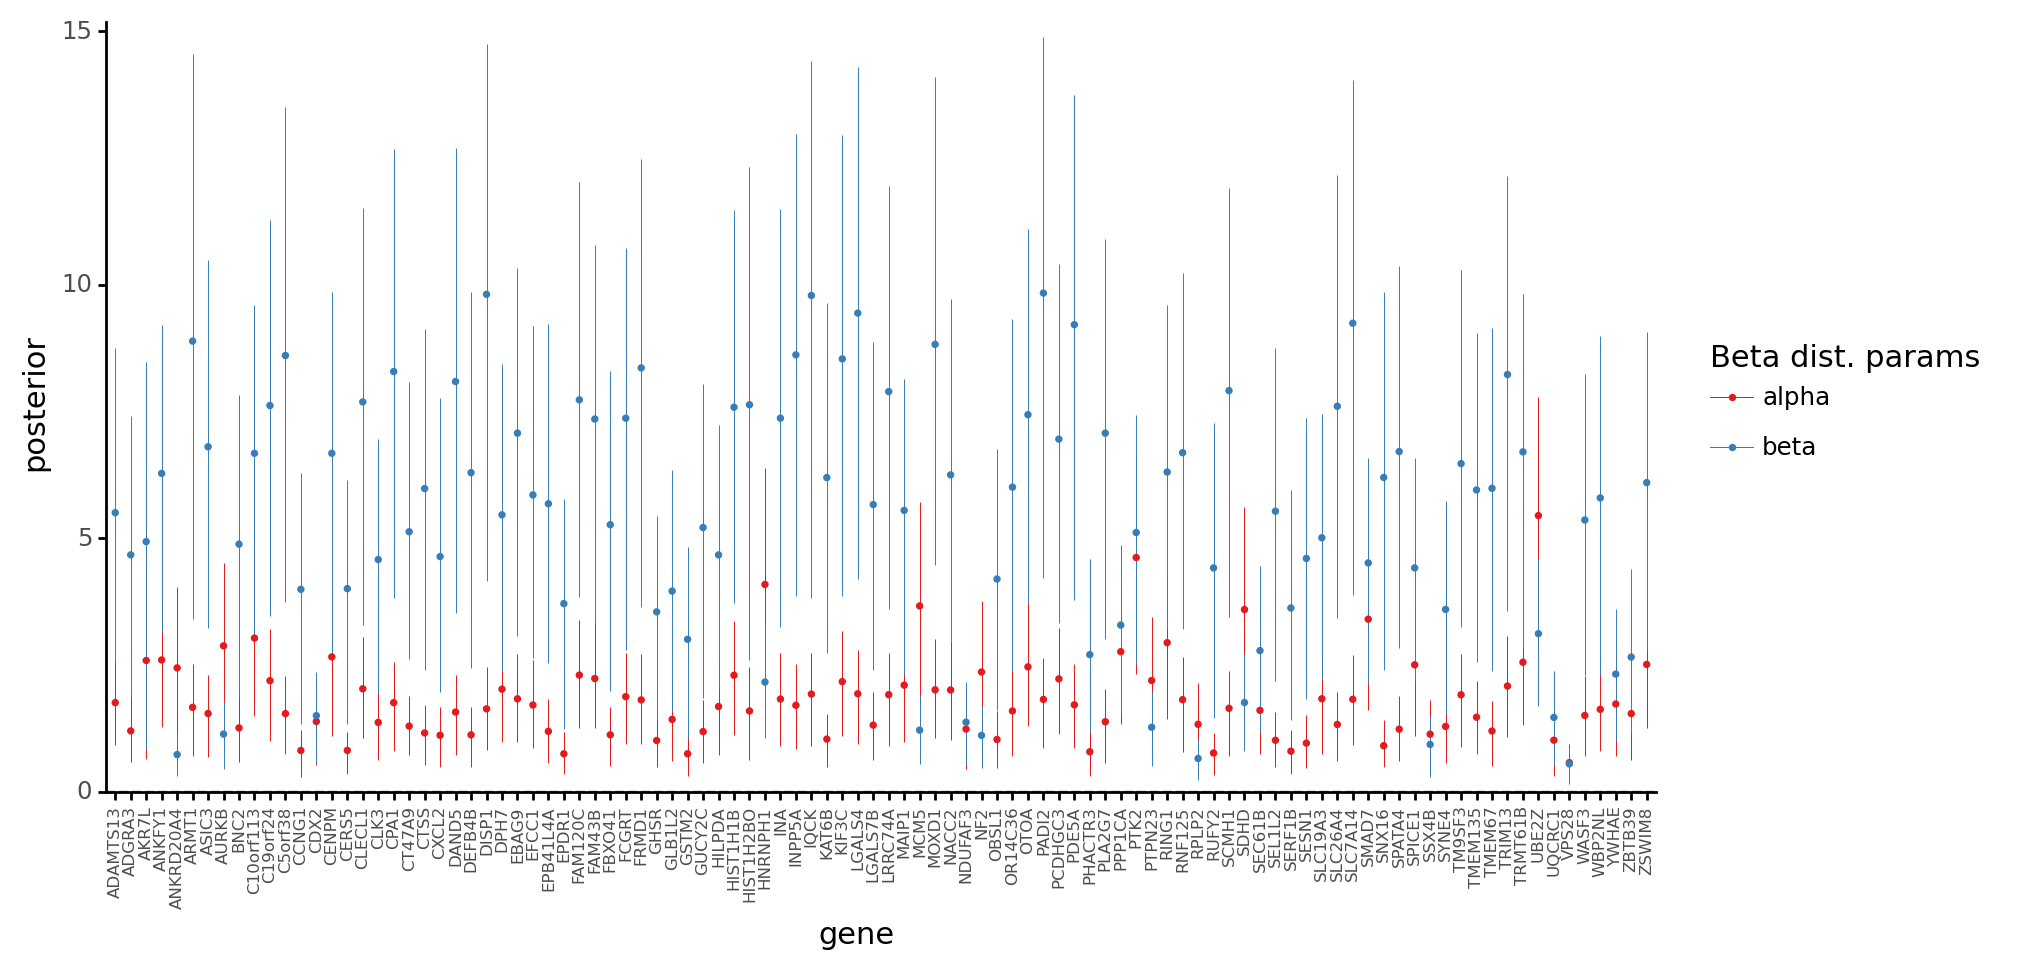 15
10
5
0
posterior
ADAMTS13
ADGRA3
AKR7L
ANKFY1
ANKRD20A4
ARMT1
ASIC3
AURKB
BNC2
C10orf113
C19orf24
C5orf38
CCNG1
CDX2
CENPM
CERS5
CLECL1
CLK3
CPA1
CT47A9
CTSS
CXCL2
DAND5
DEFB4B
DISP1
DPH7
EBAG9
EFCC1
EPB41L4A
EPDR1
FAM120C
FAM43B
FBXO41
FCGRT
FRMD1
GHSR
GLB1L2
GSTM2
GUCY2C
HILPDA
HIST1H1B
HIST1H2BO
HNRNPH1
INA
INPP5A
IQCK
KAT6B
KIF3C
LGALS4
LGALS7B
LRRC74A
MAIP1
MCM5
MOXD1
NACC2
NDUFAF3
NF2
OBSL1
OR14C36
OTOA
PADI2
PCDHGC3
PDE5A
PHACTR3
PLA2G7
PPP1CA
PTK2
PTPN23
RING1
RNF125
RPLP2
RUFY2
SCMH1
SDHD
SEC61B
SEL1L2
SERF1B
SESN1
SLC19A3
SLC26A4
SLC7A14
SMAD7
SNX16
SPATA4
SPICE1
SSX4B
SYNE4
TM9SF3
TMEM135
TMEM67
TRIM13
TRMT61B
UBE2Z
UQCRC1
VPS28
WASF3
WBP2NL
YWHAE
ZBTB39
ZSWIM8
gene
Beta dist. params
alpha
beta